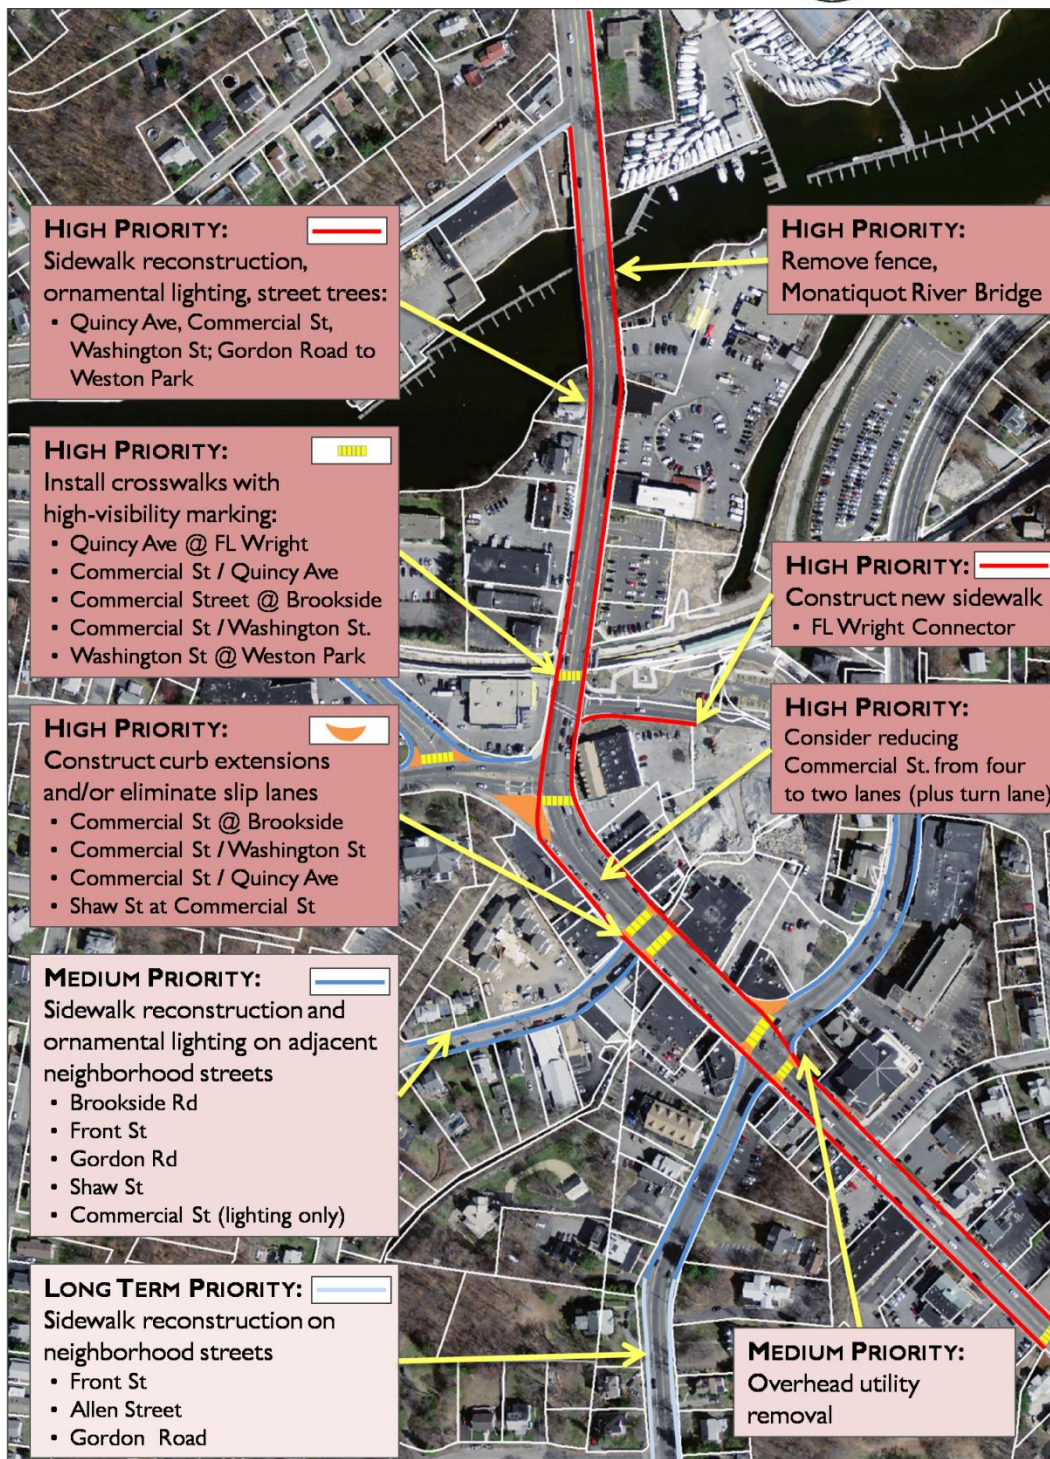 HIGH PRIORITY:
Sidewalk reconstruction,
ornamental lighting, street trees:
• Quincy Ave, Commercial St,
Washington St; Gordon Road to
Weston Park
HIGH PRIORITY:
Remove fence,
Monatiquot River Bridge
HIGH PRIORITY:
Install crosswalks with
high-visibility marking:
• Quincy Ave @ FL Wright
• Commercial St / Quincy Ave
• Commercial Street @ Brookside
• Commercial St / Washington St.
• Washington St @ Weston Park
HIGH PRIORITY:
Construct new sidewalk
• FL Wright Connector
HIGH PRIORITY:
Construct curb extensions
and/or eliminate slip lanes
• Commercial St @ Brookside
• Commercial St / Washington St
• Commercial St / Quincy Ave
• Shaw St at Commercial St
HIGH PRIORITY:
Consider reducing
Commercial St. from four
to two lanes (plus turn lane)
MEDIUM PRIORITY:
Sidewalk reconstruction and
ornamental lighting on adjacent
neighborhood streets
• Brookside Rd
• Front St
• Gordon Rd
• Shaw St
• Commercial St (lighting only)
LONG TERM PRIORITY:
Sidewalk reconstruction on
neighborhood streets
• Front St
• Allen Street
• Gordon Road
MEDIUM PRIORITY:
Overhead utility
removal